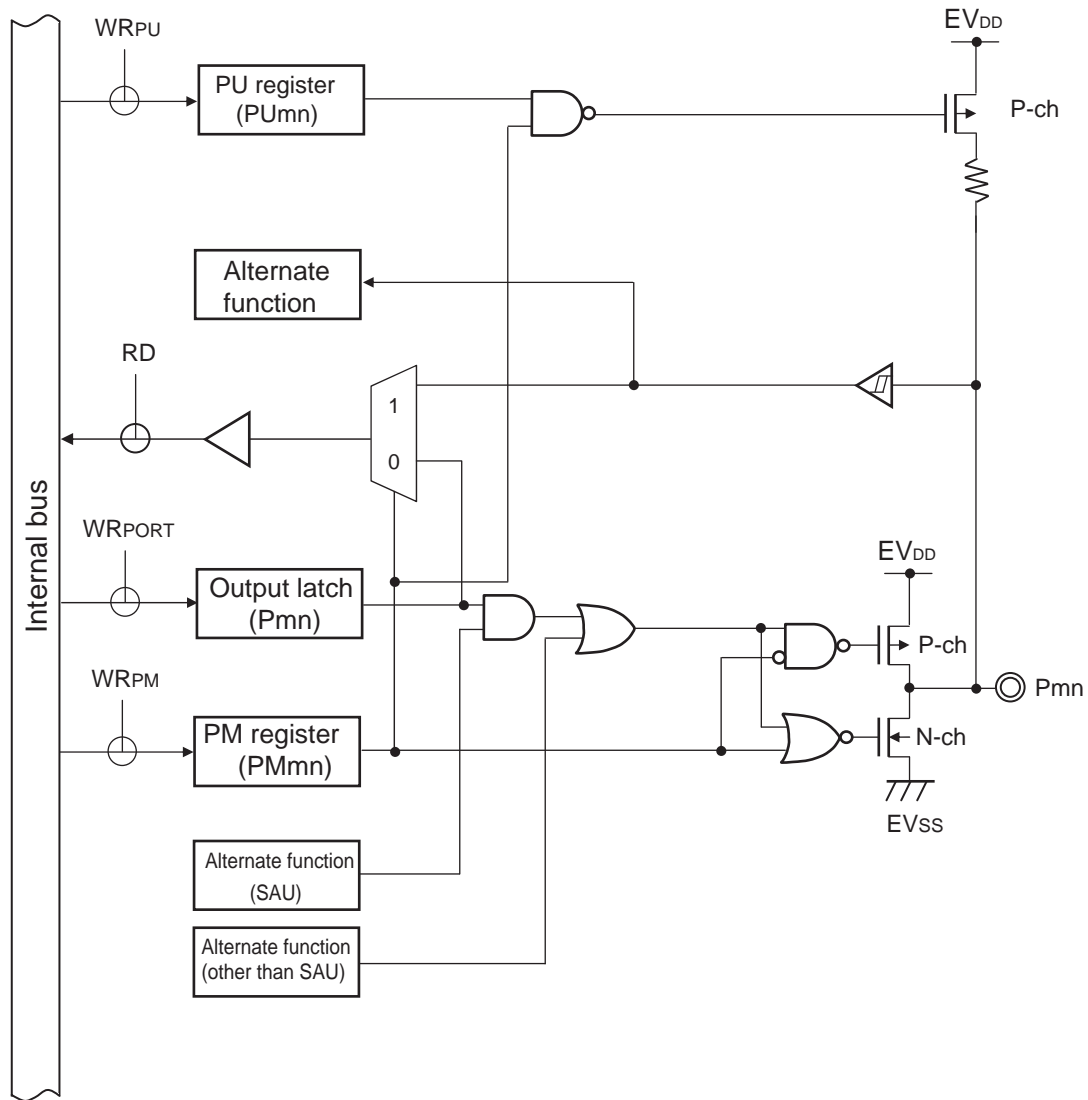 WRPU
EVDD
PU register
(PUmn)
P-ch
Alternate
function
RD
1
0
Internal bus
WRPORT
EVDD
Output latch
(Pmn)
P-ch
WRPM
Pmn
PM register
(PMmn)
N-ch
EVSS
Alternate function
(SAU)
Alternate function
(other than SAU)